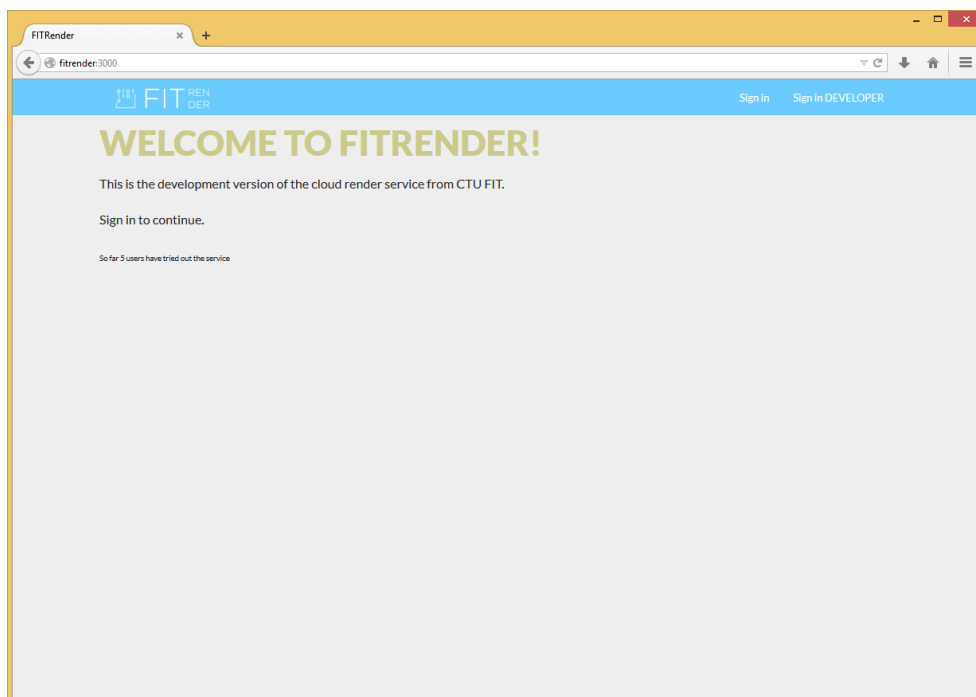 FITRender
fitrender:3000
FIT REN
DER
Sign in Sign in DEVELOPER
WELCOME TO FITRENDER!
This is the development version of the cloud render service from CTU FIT.
Sign in to continue.
So far 5 users have tried out the service